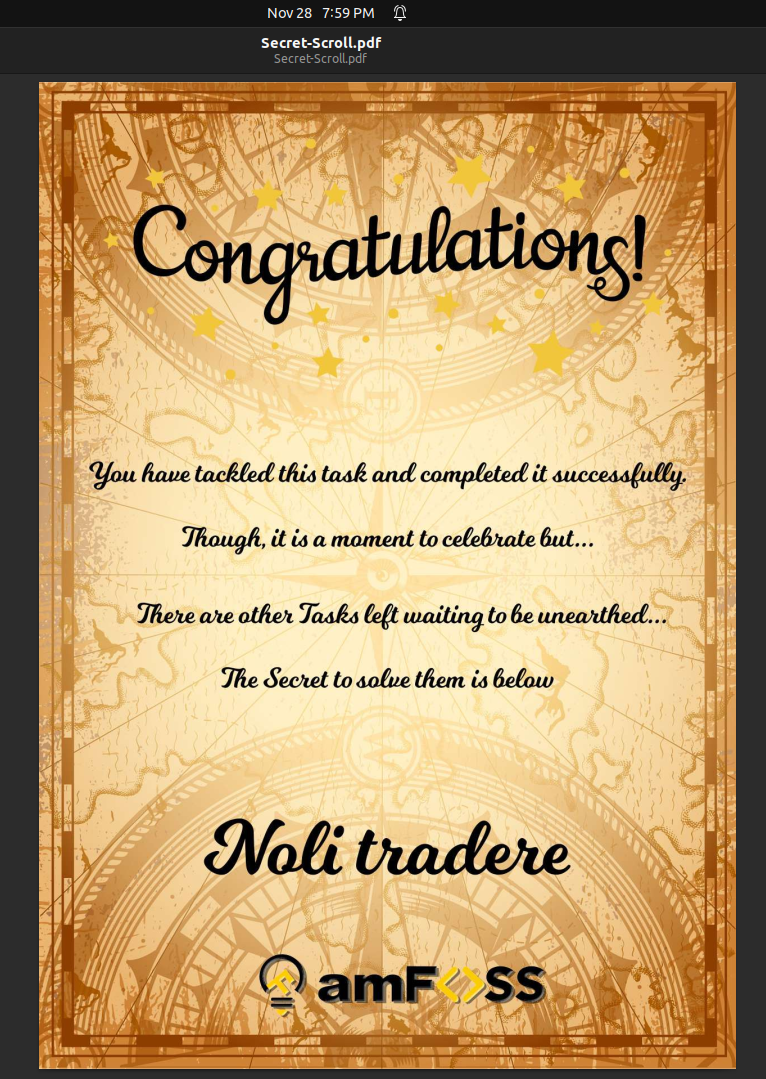 Nov 28 7:59 PM
Secret-Scroll.pdf
Secret-Scroll.pdf
Congratulations!
E
You have tackled this task and completed it successfully.
Though, it is a moment to celebrate but...
There are other Tasks left waiting to be unearthed...
The Secret to solve them is below
W
Noli tradere
amF<>SS